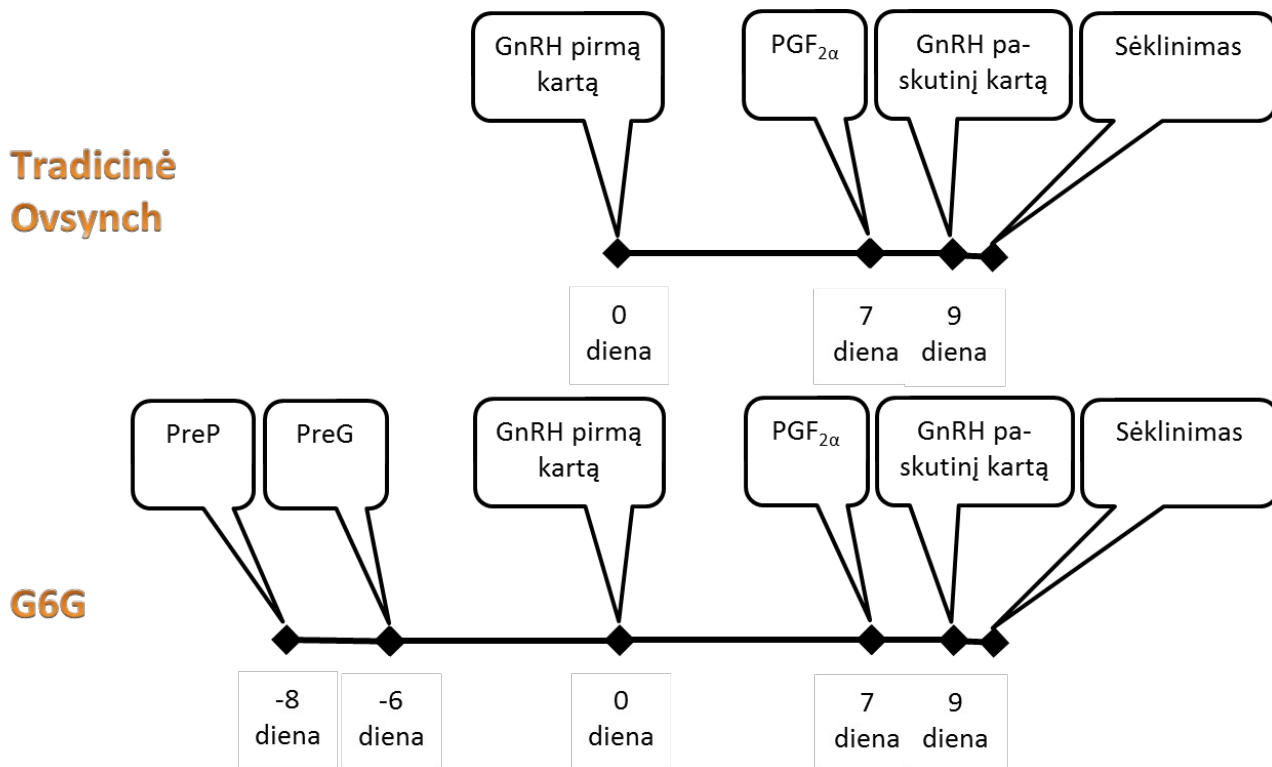 GnRH pirmą
kartą
PGF2α
GnRH pa-
skutinį kartą
Sėklinimas
Tradicinė
Ovsynch
0
diena
7
diena
9
diena
PreP
PreG
GnRH pirmą
kartą
PGF2α
GnRH pa-
skutinį kartą
Sėklinimas
G6G
-8
diena
-6
diena
0
diena
7
diena
9
diena